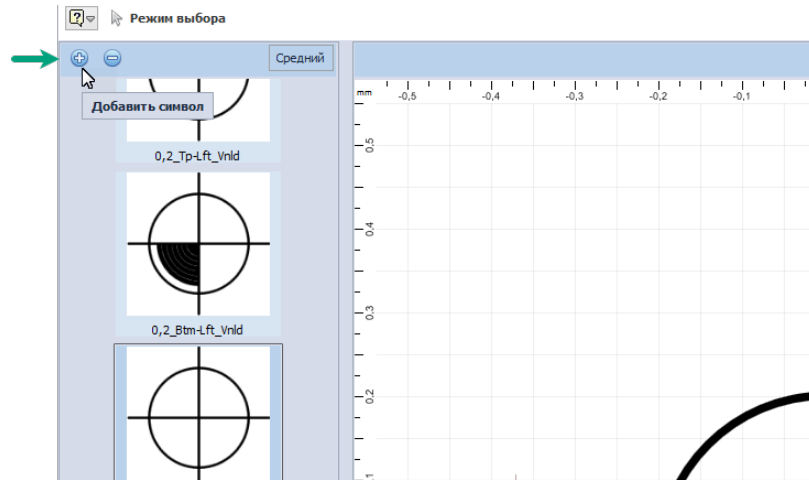 Режим выбора
Средний
Добавить символ
mm
-0,5 -0,4 -0,3 -0,2 -0,1
0,2_Tp-Lft_Vnld
0,5
0,4
0,2_Btm-Lft_Vnld
0,3
0,2